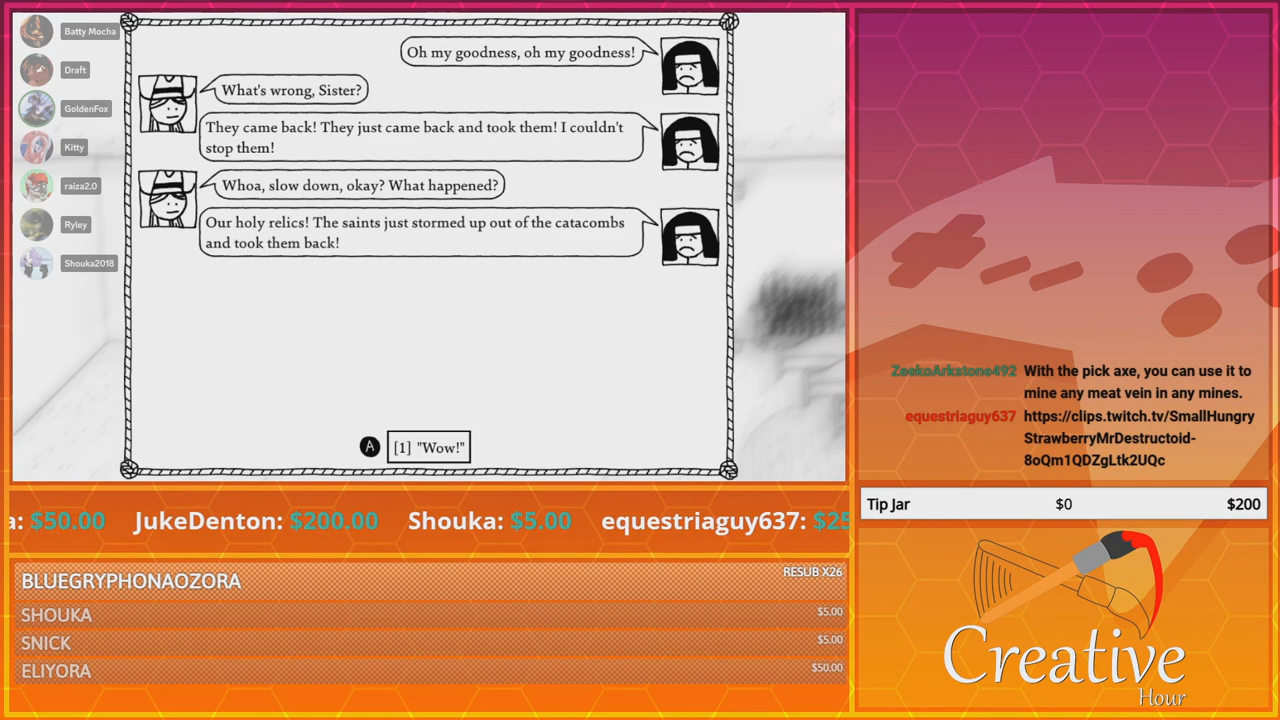 Batty Mocha
Draft
GoldenFox
Kitty
raiza2.0
Ryley
Shouka2018
Oh my goodness, oh my goodness!
What's wrong, Sister?
They came back! They just came back and took them! I couldn't
stop them!
Whoa, slow down, okay? What happened?
Our holy relics! The saints just stormed up out of the catacombs
and took them back!
A [1] "Wow!"
ZeekoArkstone492 With the pick axe, you can use it to
mine any meat vein in any mines.
equestriaguy637 https://clips.twitch.tv/SmallHungry
StrawberryMrDestructoid-
8oQm1QDZgLtk2UQc
Tip Jar $0 $200
a: $50.00 JukeDenton: $200.00 Shouka: $5.00 equestriaguy637: $25
BLUEGRYPHONAOZORA RESUB X26
SHOUKA $5.00
SNICK $5.00
ELIYORA $50.00
Creative
Hour